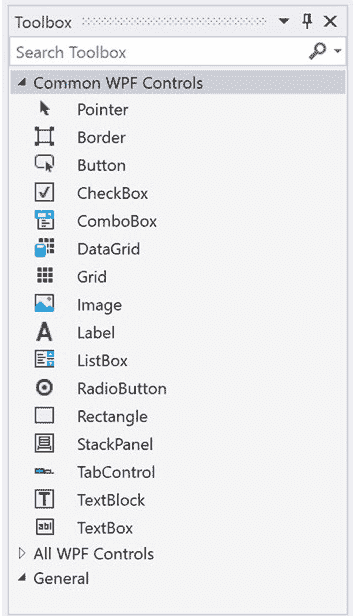 Toolbox
Search Toolbox
Common WPF Controls
Pointer
Border
Button
CheckBox
ComboBox
DataGrid
Grid
Image
A Label
ListBox
RadioButton
Rectangle
StackPanel
TabControl
T TextBlock
abl TextBox
All WPF Controls
General